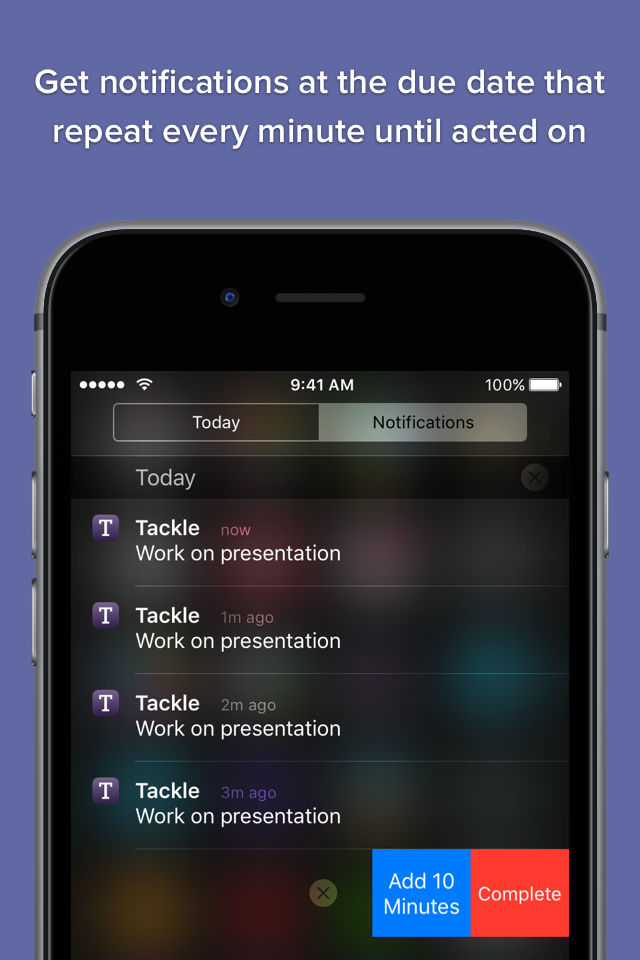 Get notifications at the due date that
repeat every minute until acted on
9:41 AM
100%
Today
Notifications
Today
T
Tackle now
Work on presentation
T
Tackle 1m ago
Work on presentation
T
Tackle 2m ago
Work on presentation
T
Tackle 3m ago
Work on presentation
Add 10
Minutes
Complete